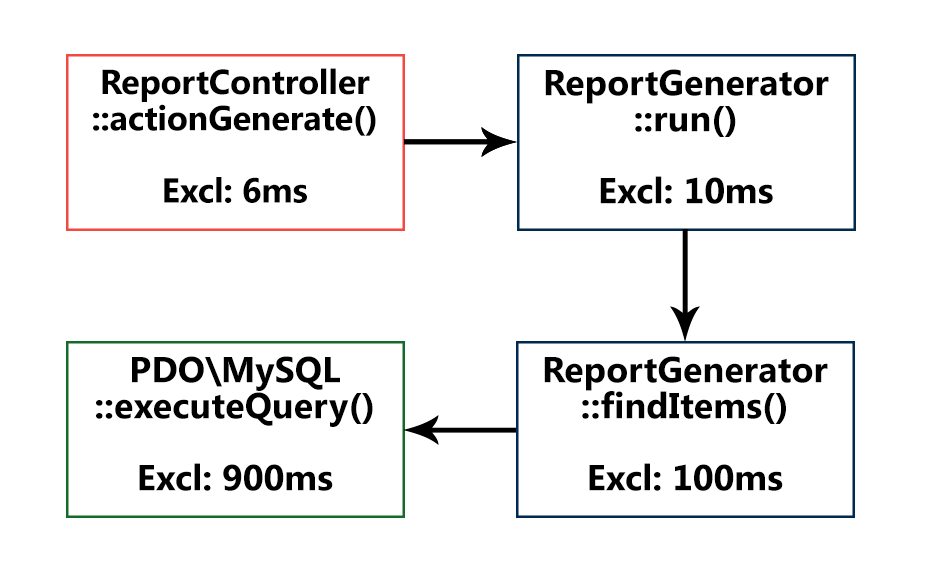 ReportController
::actionGenerate()
Excl: 6ms
ReportGenerator
::run()
Excl: 10ms
ReportGenerator
::findItems()
Excl: 100ms
PDO\MySQL
::executeQuery()
Excl: 900ms